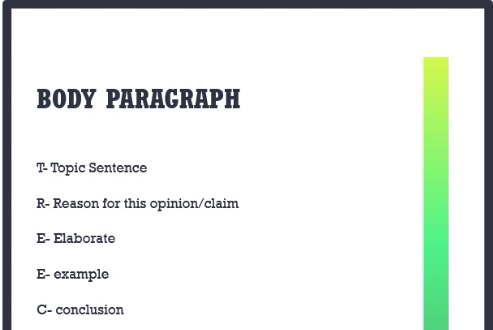 BODY PARAGRAPH
T- Topic Sentence
R- Reason for this opinion/claim
E- Elaborate
E- example
C- conclusion